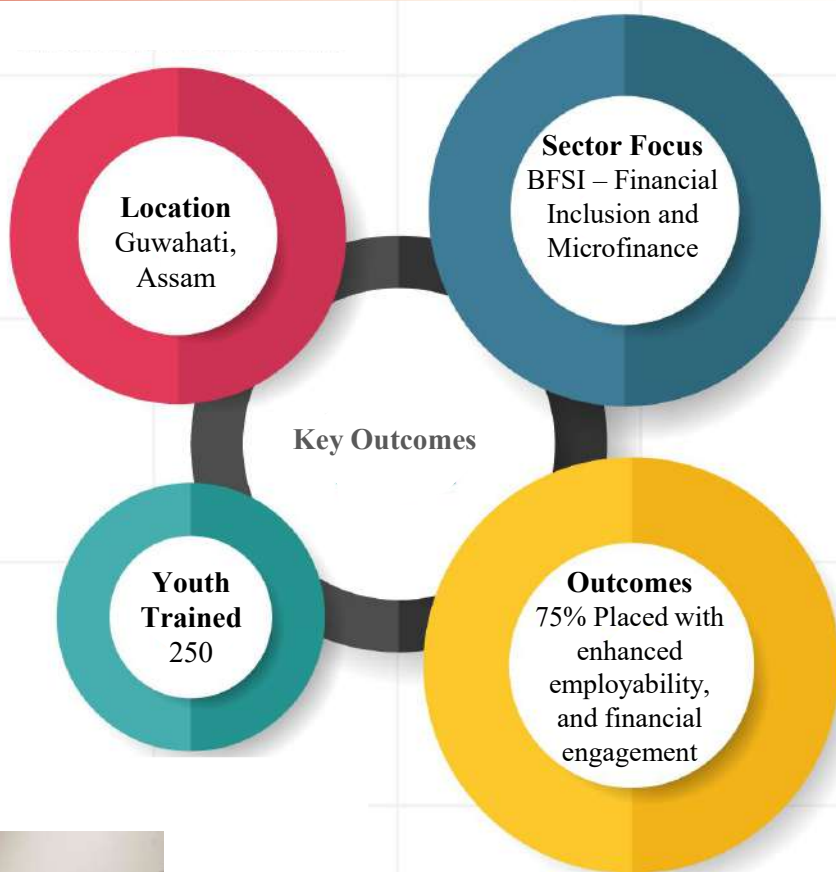 Location
Guwahati,
Assam
Sector Focus
BFSI – Financial
Inclusion and
Microfinance
Key Outcomes
Youth
Trained
250
Outcomes
75% Placed with
enhanced
employability,
and financial
engagement